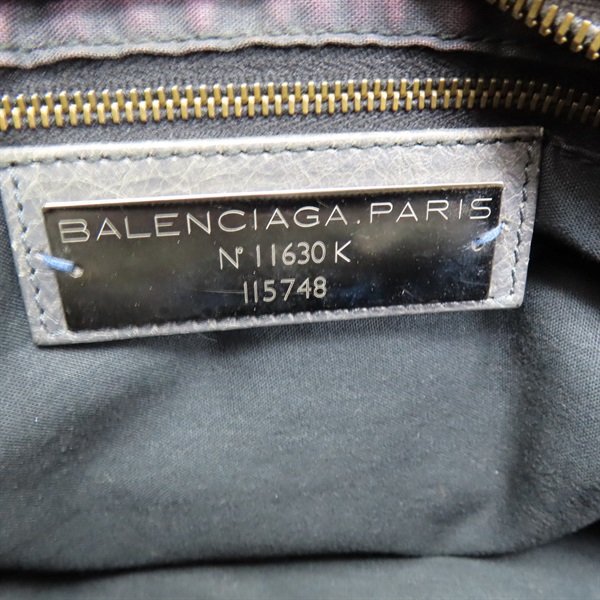 BALENCIAGA.PARIS
N° 11630 K
115748